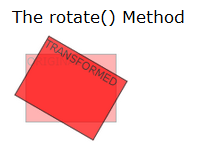 The rotate() Method
TRANSFORMED